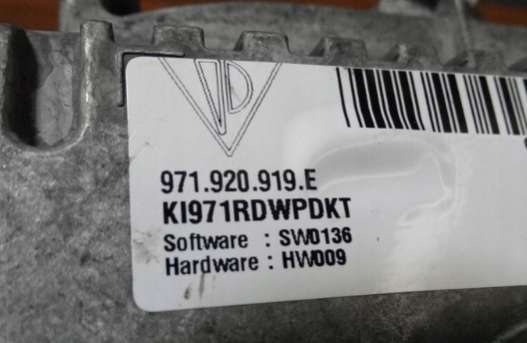 971.920.919.E
KI971RDWPDKT
Software : SW0136
Hardware : HW009